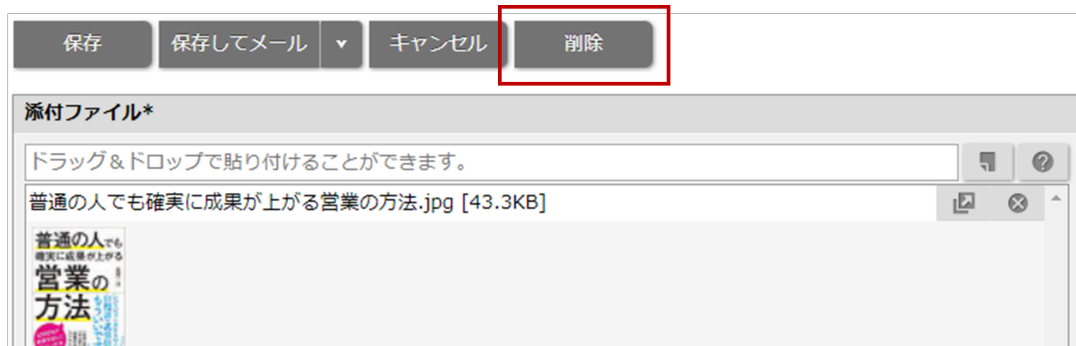 保存 保存してメール ▼ キャンセル 削除
添付ファイル*
ドラッグ＆ドロップで貼り付けることができます。
普通の人でも確実に成果が上がる営業の方法.jpg [43.3KB]
普通の人でも
確実に成果が上がる
営業の
方法